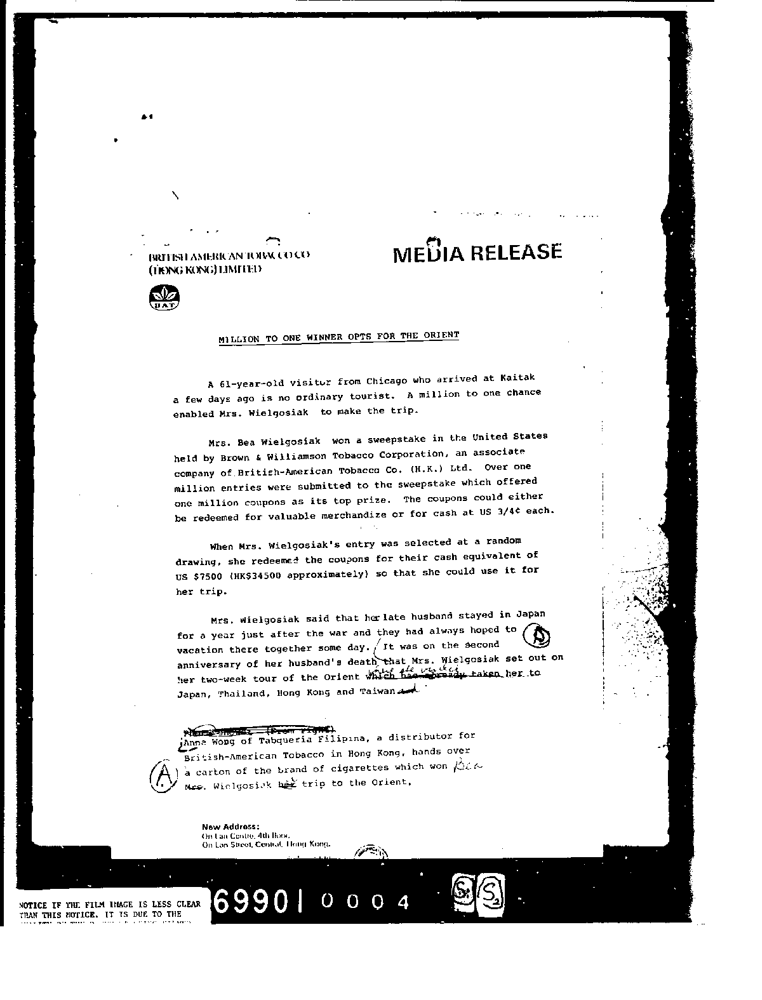 BRITISH AMERICAN TOBACCO CO
(HONG KONG) LIMITED
MEDIA RELEASE
BAT
MILLION TO ONE WINNER OPTS FOR THE ORIENT
A 61-year-old visitor from Chicago who arrived at Kaitak
a few days ago is no ordinary tourist. A million to one chance
enabled Mrs. Wielgosiak to make the trip.
Mrs. Bea Wielgosiak won a sweepstake in the United States
held by Brown & Williamson Tobacco Corporation, an associate
company of British-American Tobacco Co. (H.K.) Ltd. Over one
million entries were submitted to the sweepstake which offered
one million coupons as its top prize. The coupons could either
be redeemed for valuable merchandize or for cash at US 3/4¢ each.
When Mrs. Wielgosiak's entry was selected at a random
drawing, she redeemed the coupons for their cash equivalent of
US $7500 (HK$34500 approximately) so that she could use it for
her trip.
Mrs. Wielgosiak said that her late husband stayed in Japan
for a year just after the war and they had always hoped to
vacation there together some day. It was on the second
anniversary of her husband's death that Mrs. Wielgosiak set out on
her two-week tour of the Orient which has already taken her to
Japan, Thailand, Hong Kong and Taiwan
(From right)
Anna Wong of Tabqueria Filipina, a distributor for
British-American Tobacco in Hong Kong, hands over
(A) a carton of the brand of cigarettes which won Bea
Mrs. Wielgosiak her trip to the Orient.
New Address:
On Lan Centre, 4th floor,
On Lan Street, Central, Hong Kong.
NOTICE IF THE FILM IMAGE IS LESS CLEAR
THAN THIS NOTICE, IT IS DUE TO THE
69901 0004
S2